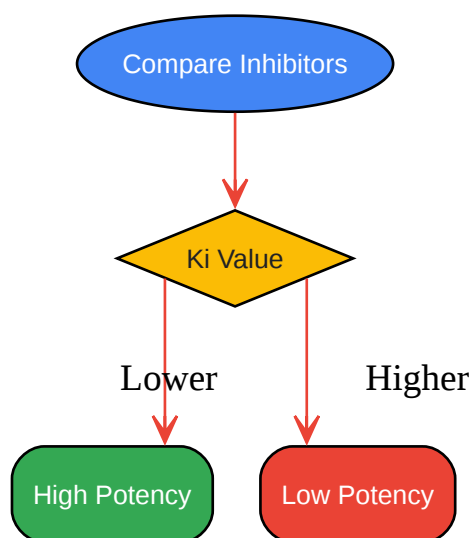 Compare Inhibitors
Ki Value
Lower
Higher
High Potency
Low Potency